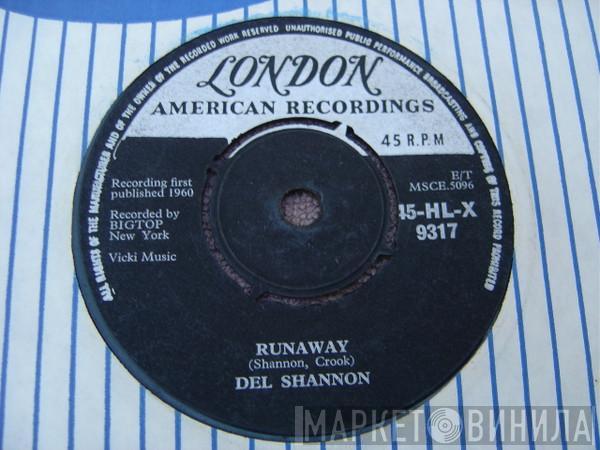 ALL RIGHTS OF THE MANUFACTURER AND OF THE OWNER OF THE RECORDED WORK RESERVED UNAUTHORISED PUBLIC PERFORMANCE BROADCASTING AND COPYING OF THIS RECORD PROHIBITED
LONDON
AMERICAN RECORDINGS
45 R.P.M
Recording first
published 1960
E/T
MSCE.5096
Recorded by
BIGTOP
New York
45-HL-X
9317
Vicki Music
RUNAWAY
(Shannon, Crook)
DEL SHANNON
МАРКЕТОВИНИЛА